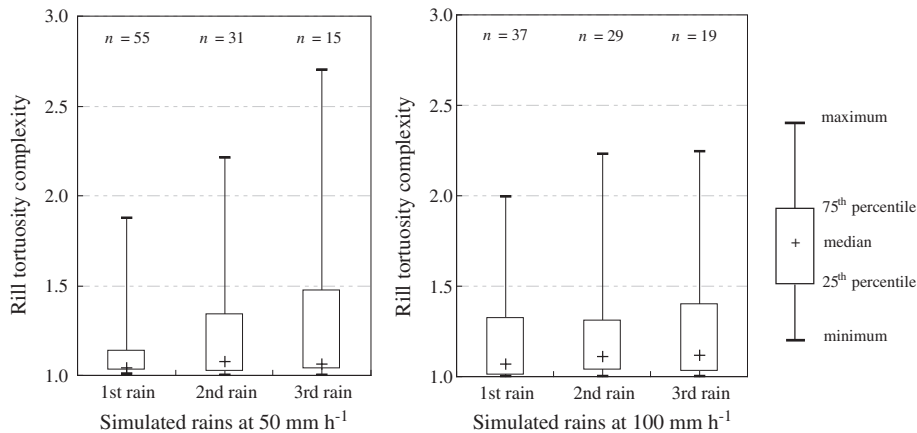 Rill tortuosity complexity
3.0
2.5
2.0
1.5
1.0
n = 55 n = 31 n = 15
1st rain 2nd rain 3rd rain
Simulated rains at 50 mm h⁻¹
Rill tortuosity complexity
3.0
2.5
2.0
1.5
1.0
n = 37 n = 29 n = 19
1st rain 2nd rain 3rd rain
Simulated rains at 100 mm h⁻¹
maximum
75ᵗʰ percentile
median
25ᵗʰ percentile
minimum